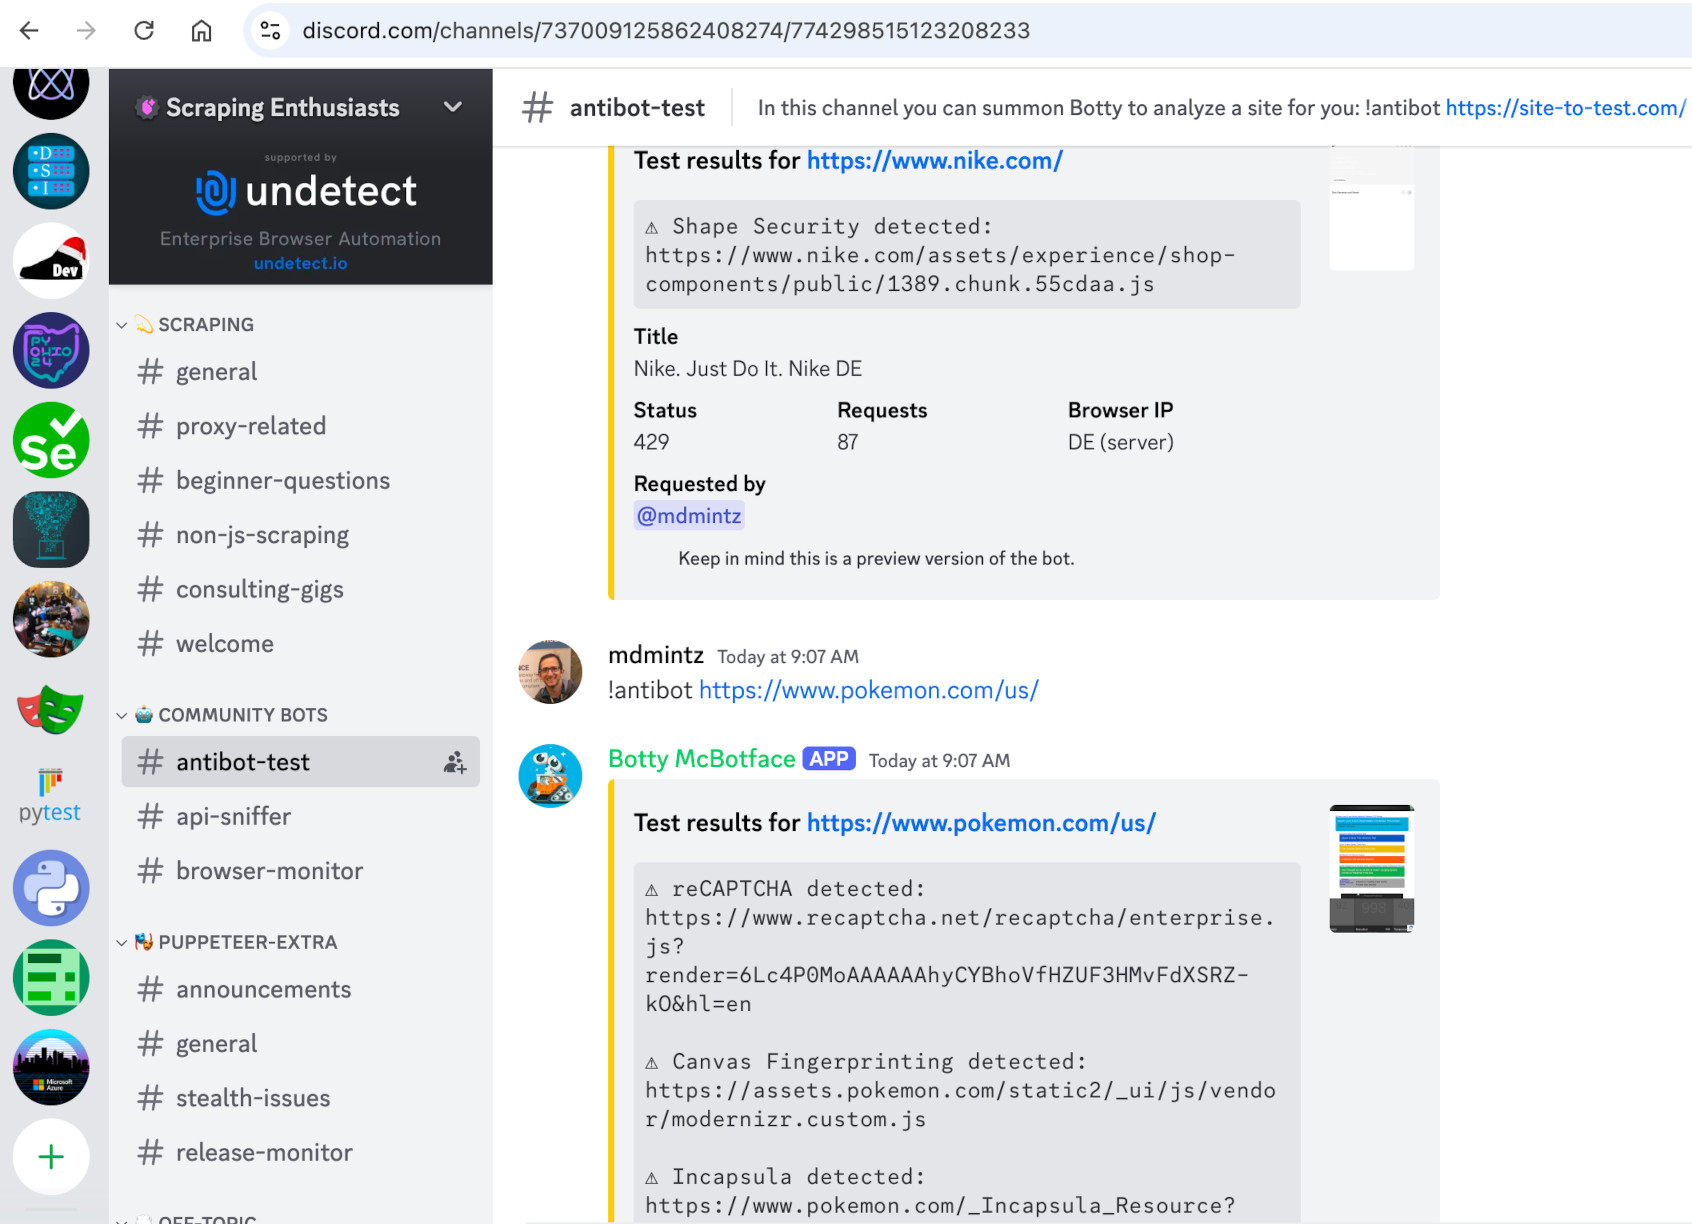 discord.com/channels/737009125862408274/774298515123208233
Scraping Enthusiasts
supported by
undetect
Enterprise Browser Automation
undetect.io
SCRAPING
general
proxy-related
beginner-questions
non-js-scraping
consulting-gigs
welcome
COMMUNITY BOTS
antibot-test
api-sniffer
browser-monitor
PUPPETEER-EXTRA
announcements
general
stealth-issues
release-monitor
OFF-TOPIC
D
S
I
Dev
PY
OHIO
24
Se
pytest
Microsoft
Azure
# antibot-test
In this channel you can summon Botty to analyze a site for you: !antibot https://site-to-test.com/
Test results for https://www.nike.com/
⚠ Shape Security detected:
https://www.nike.com/assets/experience/shop-
components/public/1389.chunk.55cdaa.js
Title
Nike. Just Do It. Nike DE
Status Requests Browser IP
429 87 DE (server)
Requested by
@mdmintz
Keep in mind this is a preview version of the bot.
mdmintz Today at 9:07 AM
!antibot https://www.pokemon.com/us/
Botty McBotface APP Today at 9:07 AM
Test results for https://www.pokemon.com/us/
⚠ reCAPTCHA detected:
https://www.recaptcha.net/recaptcha/enterprise.
js?
render=6Lc4P0MoAAAAAAhyCYBhoVfHZUF3HMvFdXSRZ-
kO&hl=en
⚠ Canvas Fingerprinting detected:
https://assets.pokemon.com/static2/_ui/js/vendo
r/modernizr.custom.js
⚠ Incapsula detected:
https://www.pokemon.com/_Incapsula_Resource?